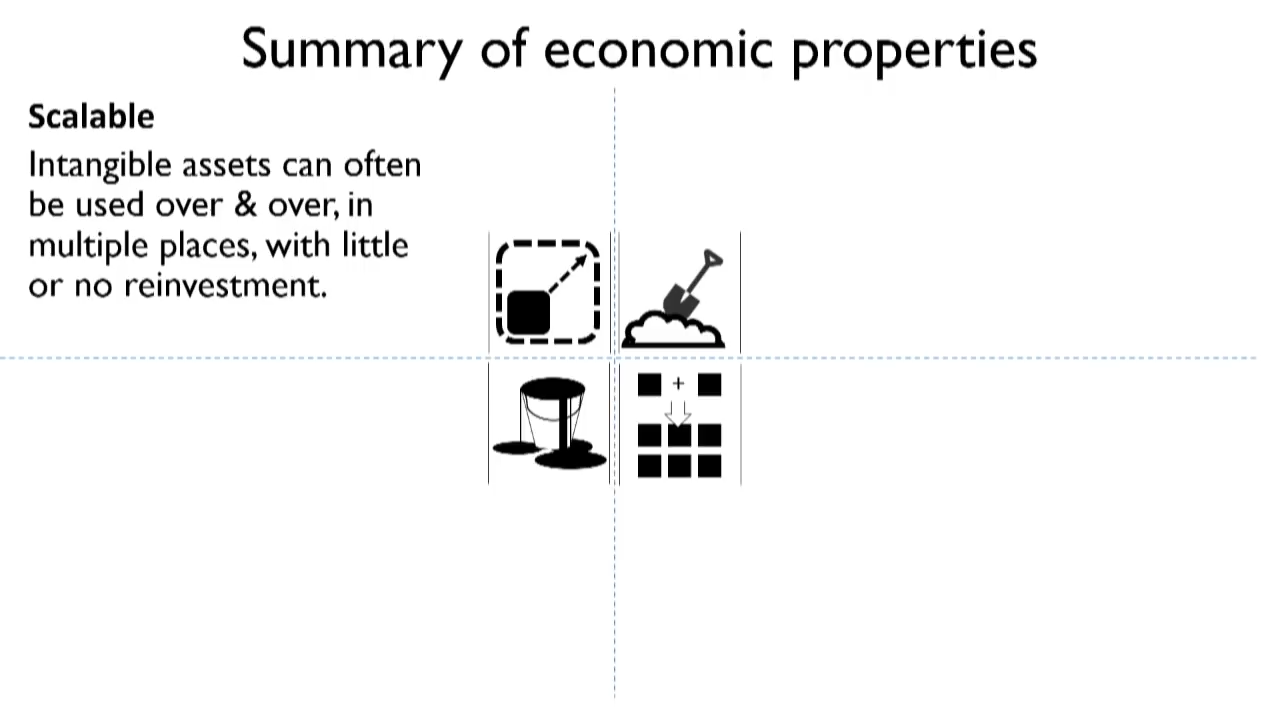 Summary of economic properties
Scalable
Intangible assets can often
be used over & over, in
multiple places, with little
or no reinvestment.
+